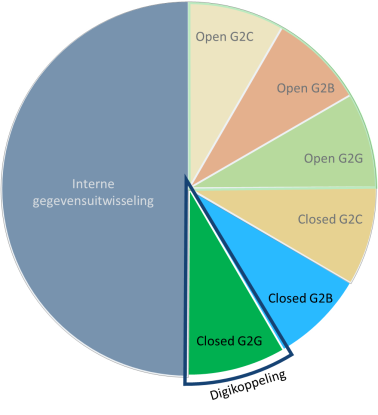 Open G2C
Open G2B
Open G2G
Interne
gegevensuitwisseling
Closed G2C
Closed G2B
Closed G2G
Digikoppeling